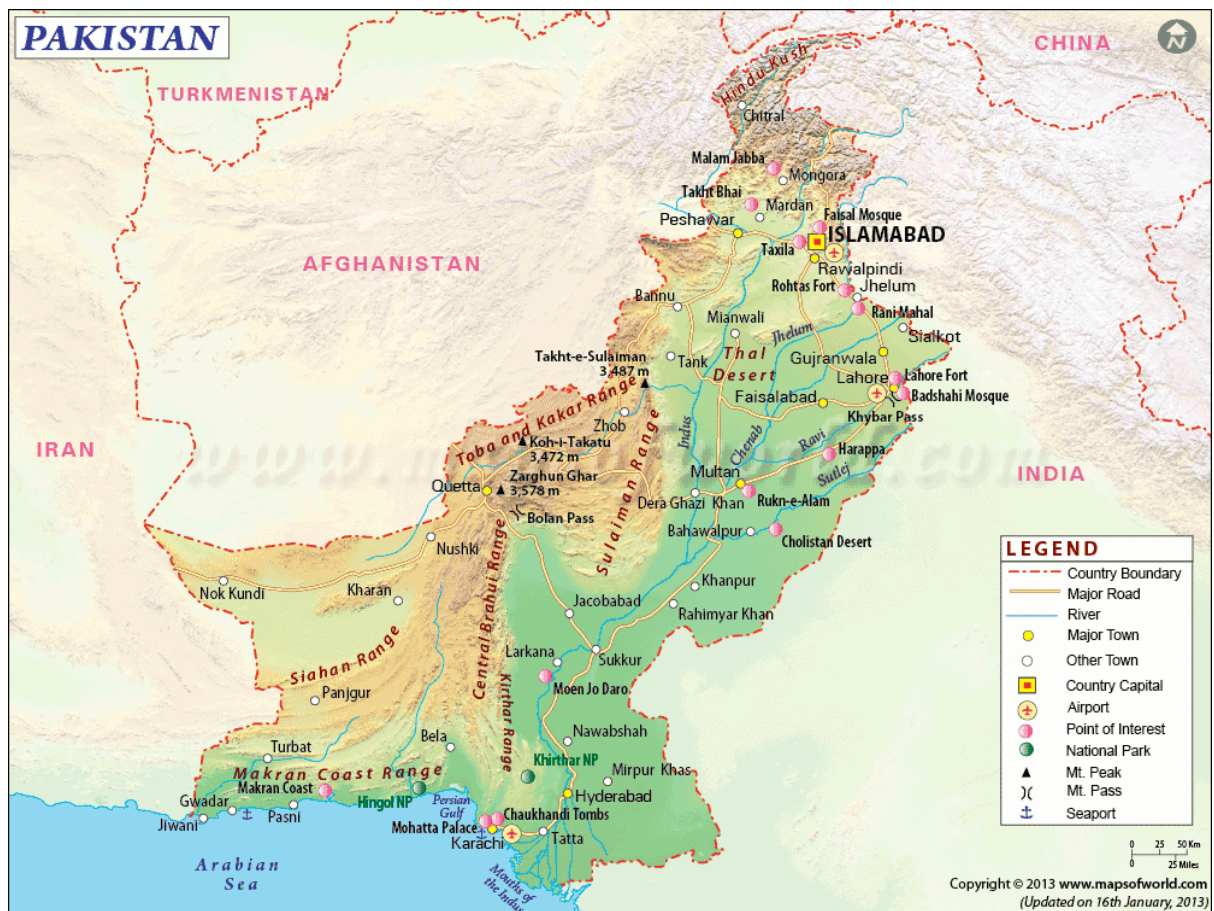 PAKISTAN
CHINA
TURKMENISTAN
Hindu Kush
Chitral
Malam Jabba
Mongora
Takht Bhai
Mardan
Faisal Mosque
Peshawar
ISLAMABAD
Taxila
Rawalpindi
AFGHANISTAN
Rohtas Fort
Jhelum
Bannu
Rani Mahal
Mianwali
Jhelum
Sialkot
Takht-e-Sulaiman
3,487 m
Tank
Thal
Desert
Gujranwala
Lahore
Lahore Fort
Badshahi Mosque
Faisalabad
Khybar Pass
Toba and Kakar Range
Zhob
Indus
Chenab
Ravi
Koh-i-Takatu
3,472 m
Harappa
IRAN
INDIA
Sulaiman Range
Zarghun Ghar
3,578 m
Multan
Sutlej
Quetta
Dera Ghazi Khan
Rukn-e-Alam
Bolan Pass
Bahawalpur
Cholistan Desert
Nushki
Central Brahui Range
Nok Kundi
Kharan
Khanpur
Jacobabad
Rahimyar Khan
Siahan Range
Larkana
Sukkur
Moen Jo Daro
Panjgur
Kirthar Range
Nawabshah
Bela
Turbat
Khirthar NP
Makran Coast Range
Mirpur Khas
Makran Coast
Hingol NP
Hyderabad
Gwadar
Pasni
Jiwani
Persian
Gulf
Chaukhandi Tombs
Mohatta Palace
Karachi
Tatta
Arabian
Sea
Mouths of
the Indus
LEGEND
Country Boundary
Major Road
River
Major Town
Other Town
Country Capital
Airport
Point of Interest
National Park
Mt. Peak
Mt. Pass
Seaport
0 25 50 Km
0 25 Miles
Copyright © 2013 www.mapsofworld.com
(Updated on 16th January, 2013)